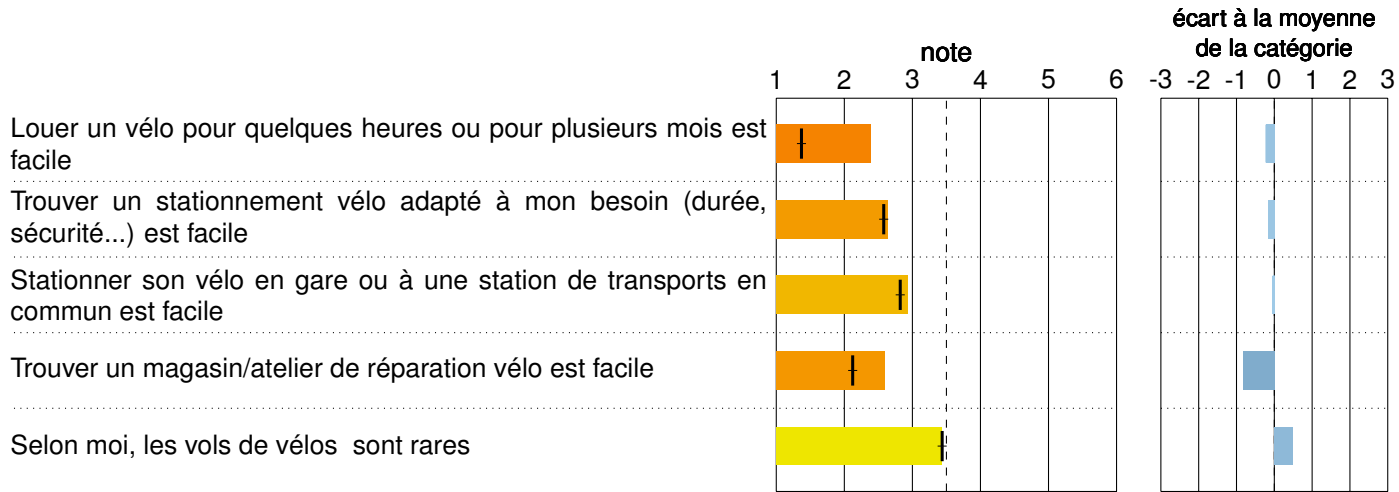 écart à la moyenne
de la catégorie
note
1 2 3 4 5 6
-3 -2 -1 0 1 2 3
Louer un vélo pour quelques heures ou pour plusieurs mois est
facile
Trouver un stationnement vélo adapté à mon besoin (durée,
sécurité...) est facile
Stationner son vélo en gare ou à une station de transports en
commun est facile
Trouver un magasin/atelier de réparation vélo est facile
Selon moi, les vols de vélos sont rares